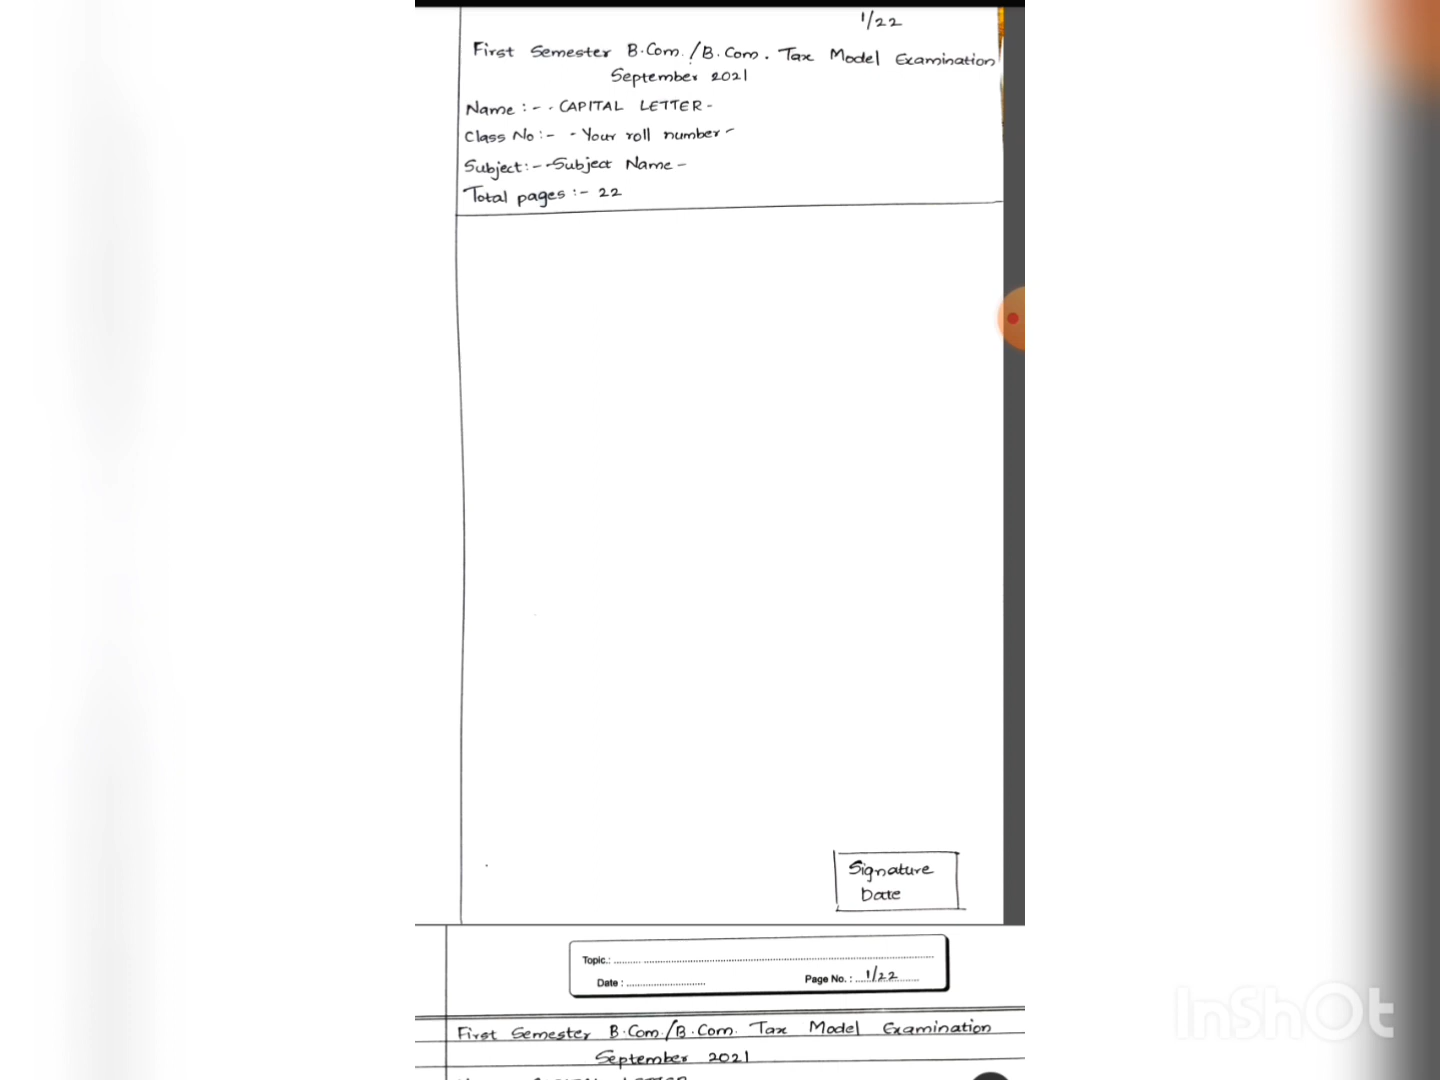 1/22
First Semester B.Com./B.Com. Tax Model Examination
September 2021
Name :- - CAPITAL LETTER -
Class No :- - Your roll number -
Subject :- - Subject Name -
Total pages :- 22
Signature
Date
Topic.: ..........
Date : ..........
Page No. : 1/22
First Semester B.Com./B.Com. Tax Model Examination
September 2021
InShOt